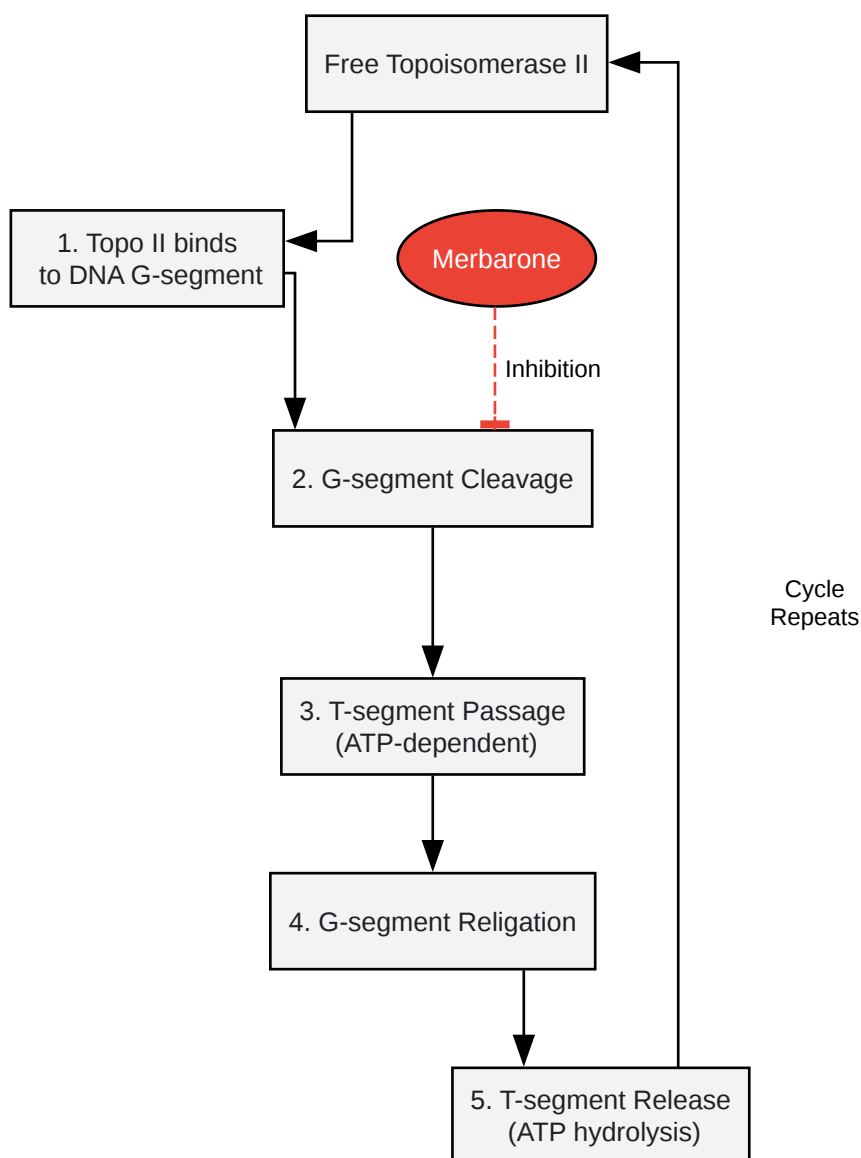 Free Topoisomerase II
1. Topo II binds
to DNA G-segment
Merbarone
Inhibition
2. G-segment Cleavage
Cycle
Repeats
3. T-segment Passage
(ATP-dependent)
4. G-segment Religation
5. T-segment Release
(ATP hydrolysis)